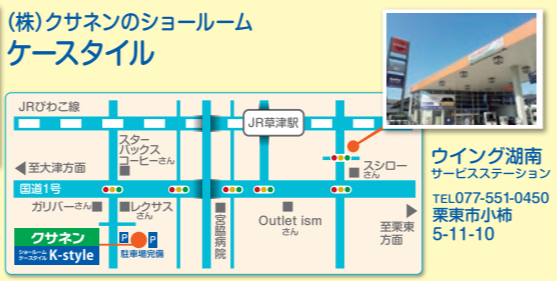 (株)クサネンのショールーム
ケースタイル
JRびわこ線
JR草津駅
スター
バックス
コーヒーさん
スシロー
さん
至大津方面
国道1号
ガリバーさん
レクサス
さん
宮脇病院
Outlet ism
さん
至栗東
方面
クサネン
ショールーム
ケースタイル
K-style
P
P
駐車場完備
ウイング湖南
サービスステーション
TEL077-551-0450
栗東市小柿
5-11-10